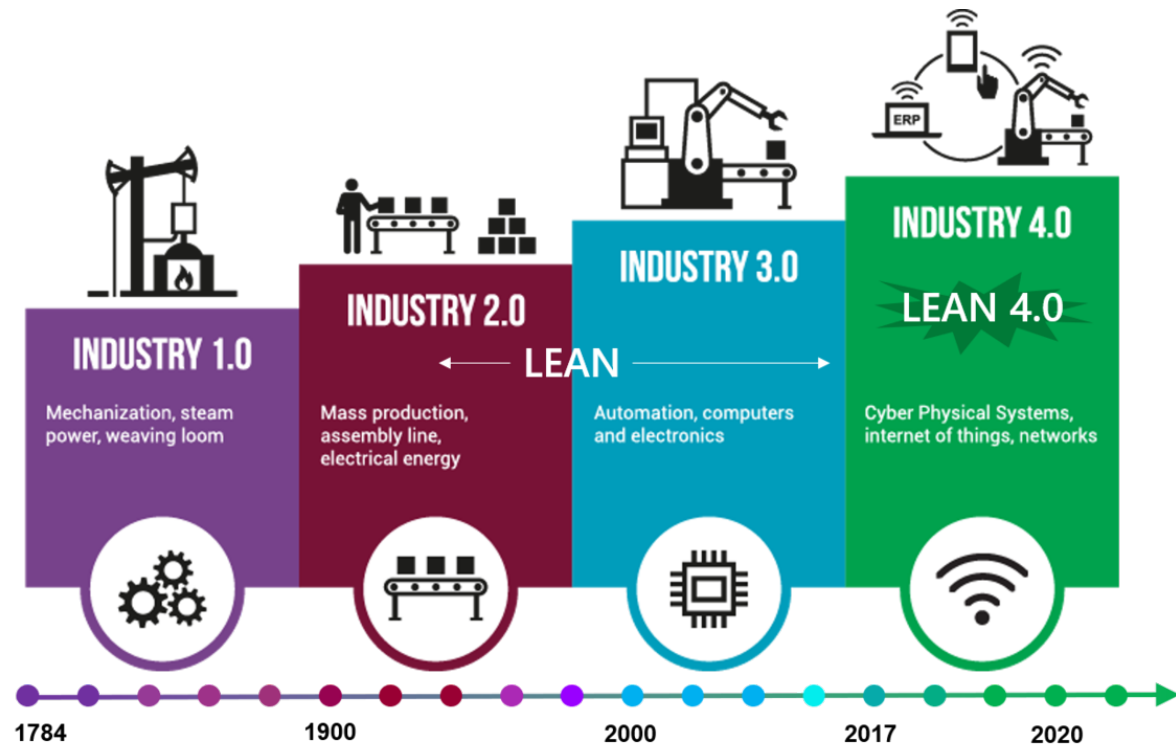 ERP
INDUSTRY 1.0
Mechanization, steam
power, weaving loom
INDUSTRY 2.0
Mass production,
assembly line,
electrical energy
LEAN
INDUSTRY 3.0
Automation, computers
and electronics
INDUSTRY 4.0
LEAN 4.0
Cyber Physical Systems,
internet of things, networks
1784 1900 2000 2017 2020